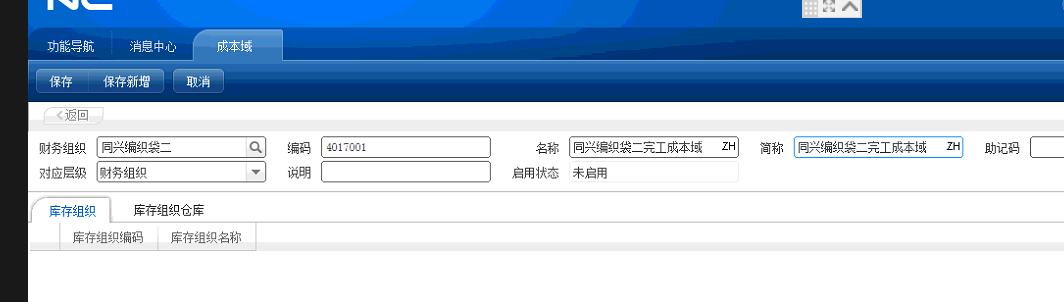 NC
功能导航 消息中心 成本域
保存 保存新增 取消
<返回
财务组织 同兴编织袋二 编码 4017001 名称 同兴编织袋二完工成本域 ZH 简称 同兴编织袋二完工成本域 ZH 助记码
对应层级 财务组织 说明 启用状态 未启用
库存组织 库存组织仓库
库存组织编码 库存组织名称